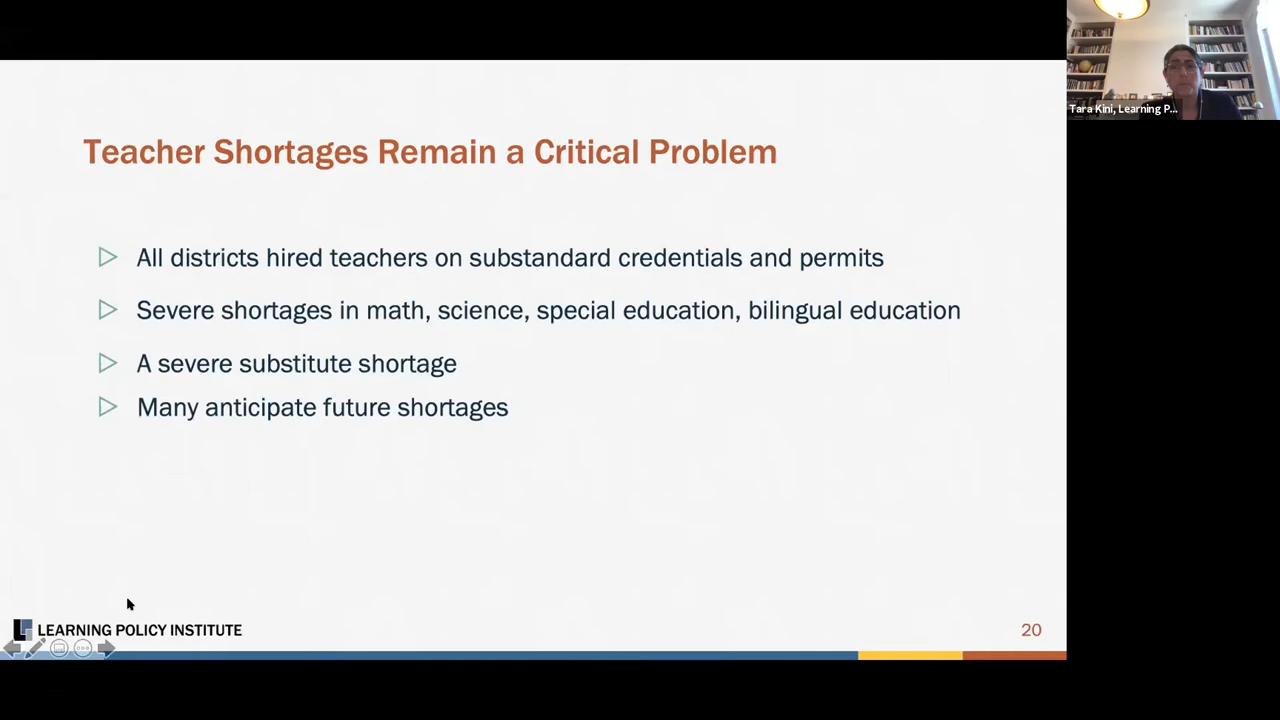 Tara Kini, Learning P...
Teacher Shortages Remain a Critical Problem
All districts hired teachers on substandard credentials and permits
Severe shortages in math, science, special education, bilingual education
A severe substitute shortage
Many anticipate future shortages
LEARNING POLICY INSTITUTE
20